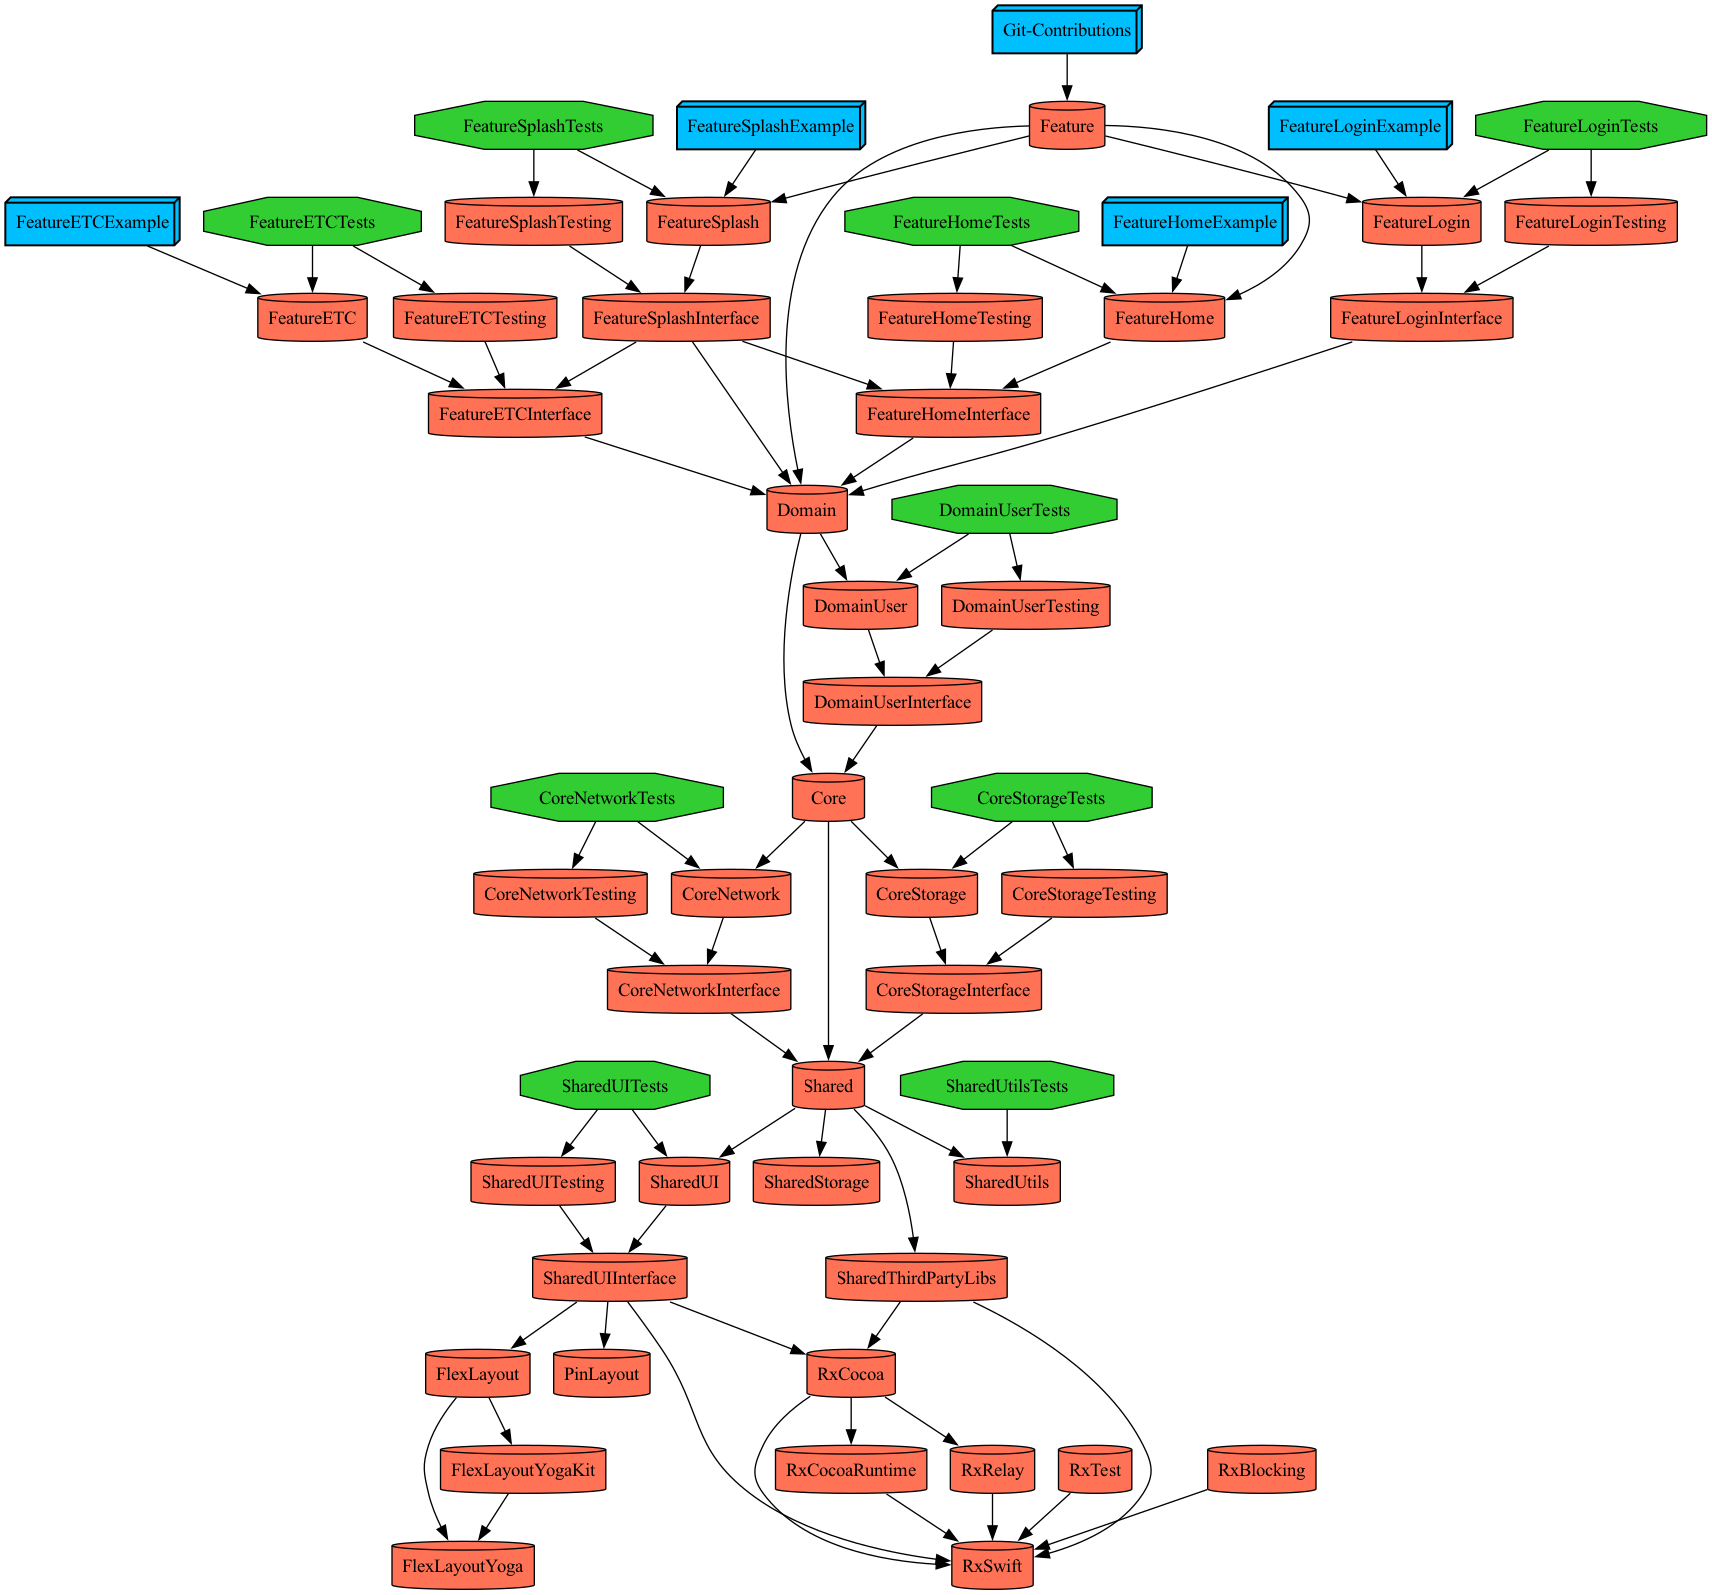 Git-Contributions
FeatureSplashTests
FeatureSplashExample
Feature
FeatureLoginExample
FeatureLoginTests
FeatureETCExample
FeatureETCTests
FeatureSplashTesting
FeatureSplash
FeatureHomeTests
FeatureHomeExample
FeatureLogin
FeatureLoginTesting
FeatureETC
FeatureETCTesting
FeatureSplashInterface
FeatureHomeTesting
FeatureHome
FeatureLoginInterface
FeatureETCInterface
FeatureHomeInterface
Domain
DomainUserTests
DomainUser
DomainUserTesting
DomainUserInterface
CoreNetworkTests
Core
CoreStorageTests
CoreNetworkTesting
CoreNetwork
CoreStorage
CoreStorageTesting
CoreNetworkInterface
CoreStorageInterface
SharedUITests
Shared
SharedUtilsTests
SharedUITesting
SharedUI
SharedStorage
SharedUtils
SharedUIInterface
SharedThirdPartyLibs
FlexLayout
PinLayout
RxCocoa
FlexLayoutYogaKit
RxCocoaRuntime
RxRelay
RxTest
RxBlocking
FlexLayoutYoga
RxSwift